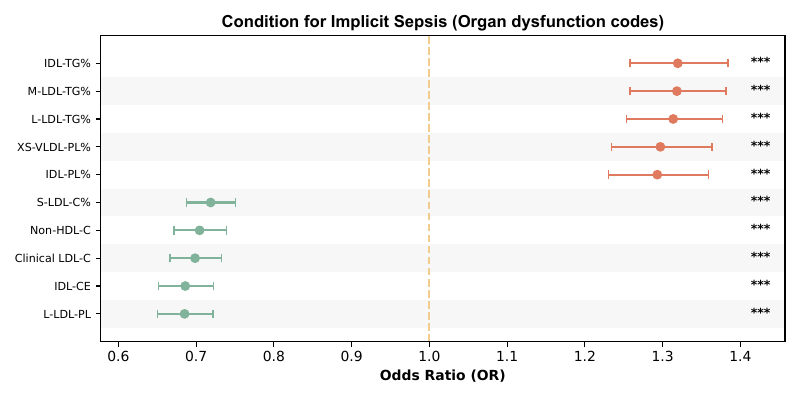 Condition for Implicit Sepsis (Organ dysfunction codes)
IDL-TG% ***
M-LDL-TG% ***
L-LDL-TG% ***
XS-VLDL-PL% ***
IDL-PL% ***
S-LDL-C% ***
Non-HDL-C ***
Clinical LDL-C ***
IDL-CE ***
L-LDL-PL ***
0.6 0.7 0.8 0.9 1.0 1.1 1.2 1.3 1.4
Odds Ratio (OR)